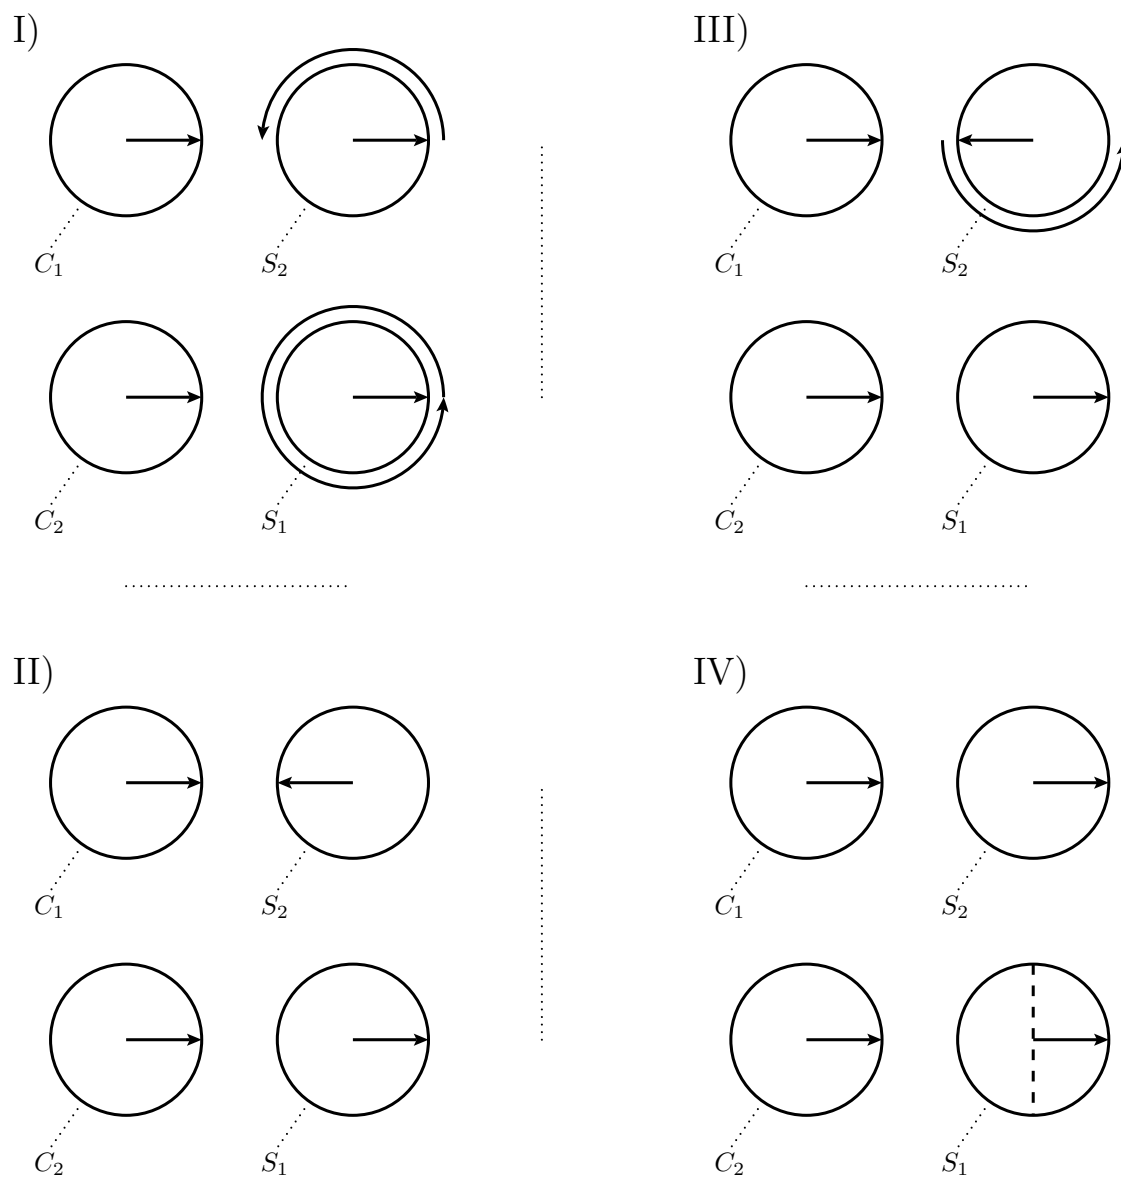 I)
III)
C₁
S₂
C₁
S₂
C₂
S₁
C₂
S₁
II)
IV)
C₁
S₂
C₁
S₂
C₂
S₁
C₂
S₁